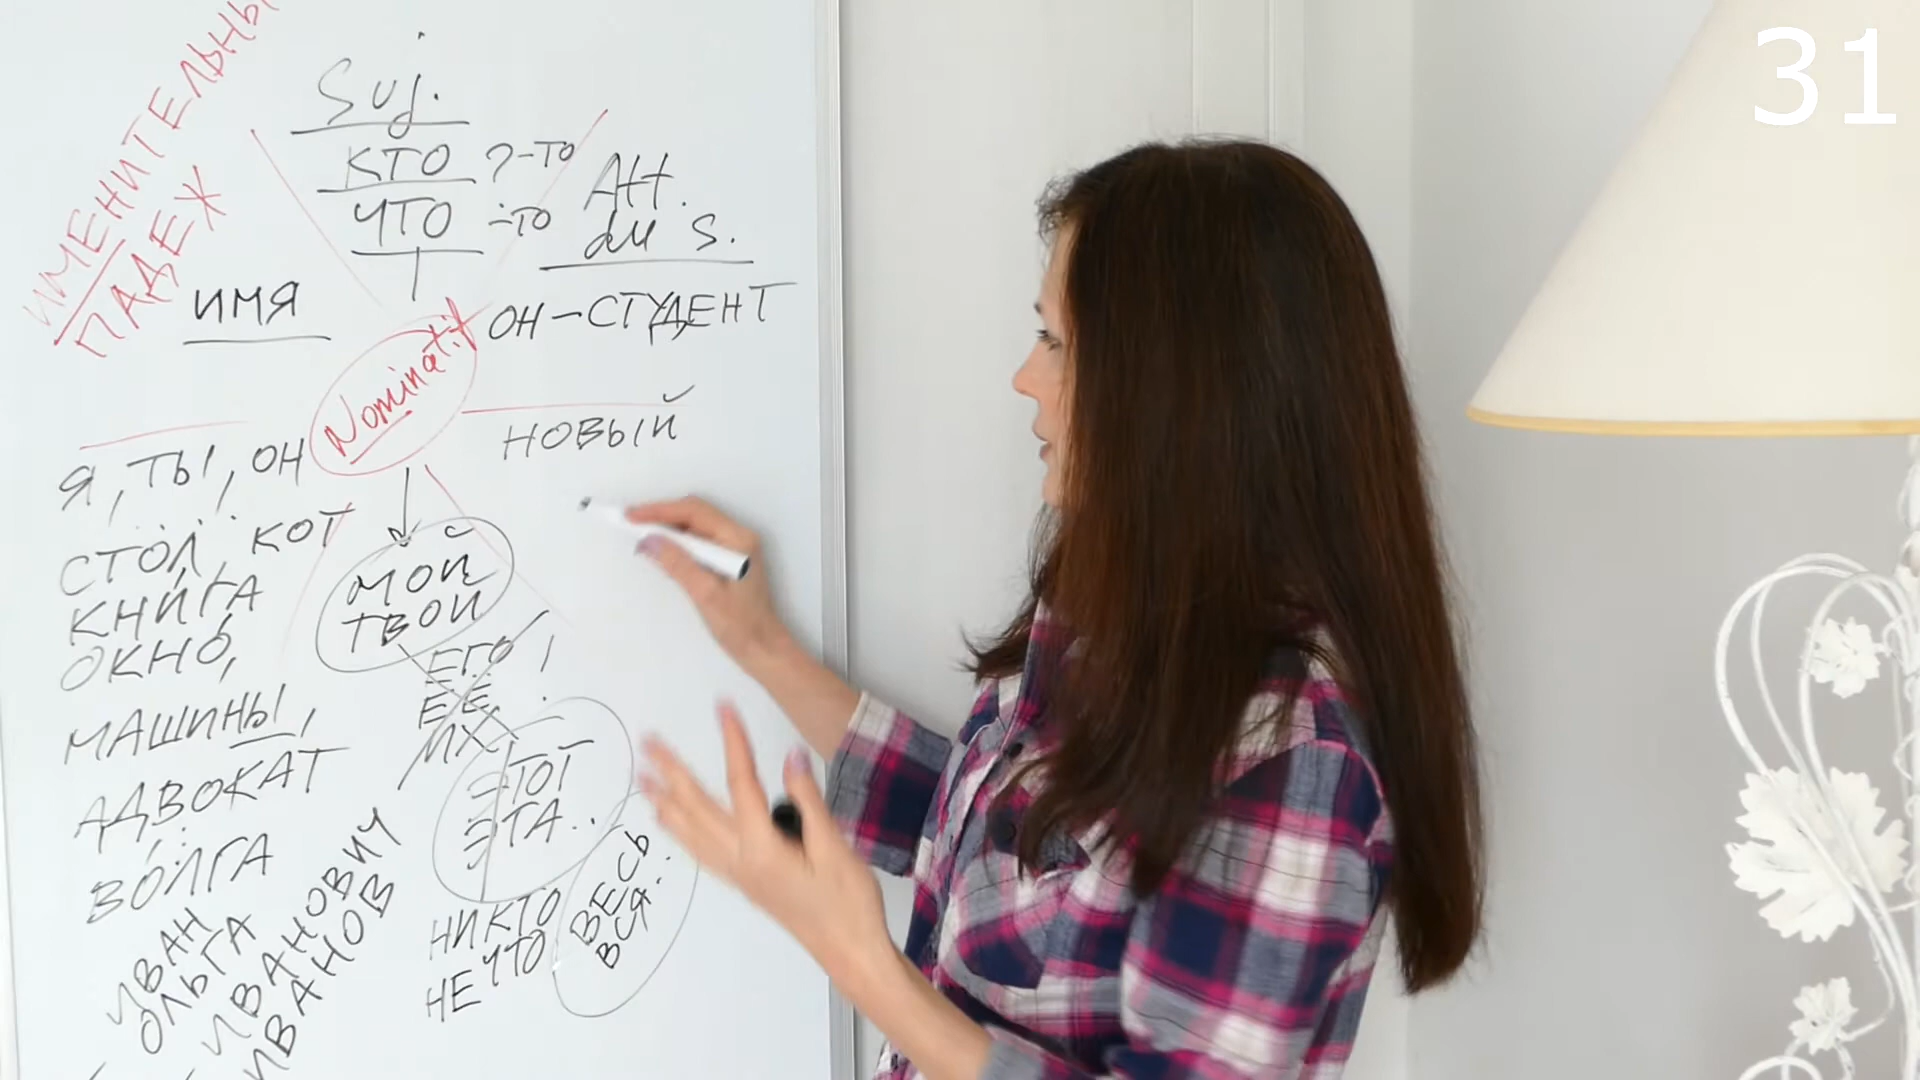 31
ИМЕНИТЕЛЬНЫ
ПАДЕЖ
Suj.
КТО ?-ТО
ЧТО -ТО
Att.
du S.
ИМЯ
Nominatif
ОН – СТУДЕНТ
НОВЫЙ
Я, ТЫ, ОН
СТОЛ, КОТ
КНИГА
ОКНО,
МАШИНЫ,
АДВОКАТ
ВОЛГА
ИВАН
ОЛЬГА
ИВАНОВИЧ
ИВАНОВ
МОЙ
ТВОЙ
ЕГО !
ЕЁ
ИХ
ЭТОТ
ЭТА..
НИКТО
НЕЧТО
ВЕСЬ
ВСЯ..